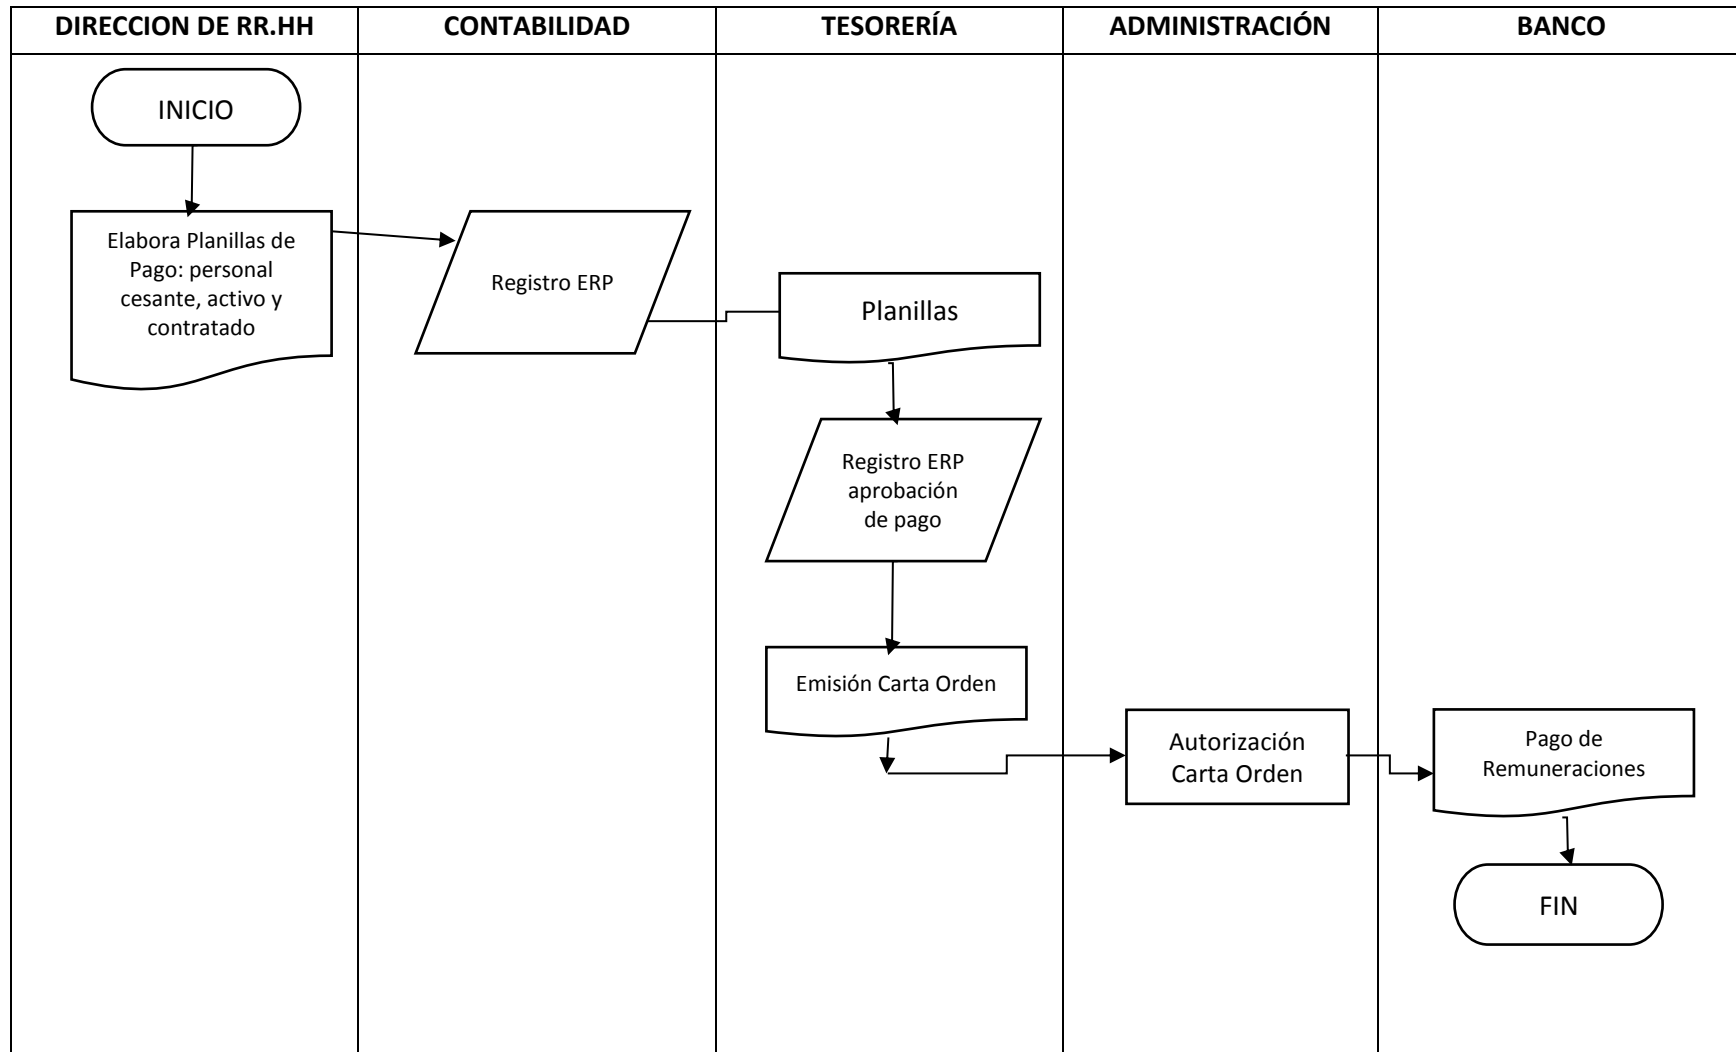 DIRECCION DE RR.HH
CONTABILIDAD
TESORERÍA
ADMINISTRACIÓN
BANCO
INICIO
Elabora Planillas de
Pago: personal
cesante, activo y
contratado
Registro ERP
Planillas
Registro ERP
aprobación
de pago
Emisión Carta Orden
Autorización
Carta Orden
Pago de
Remuneraciones
FIN